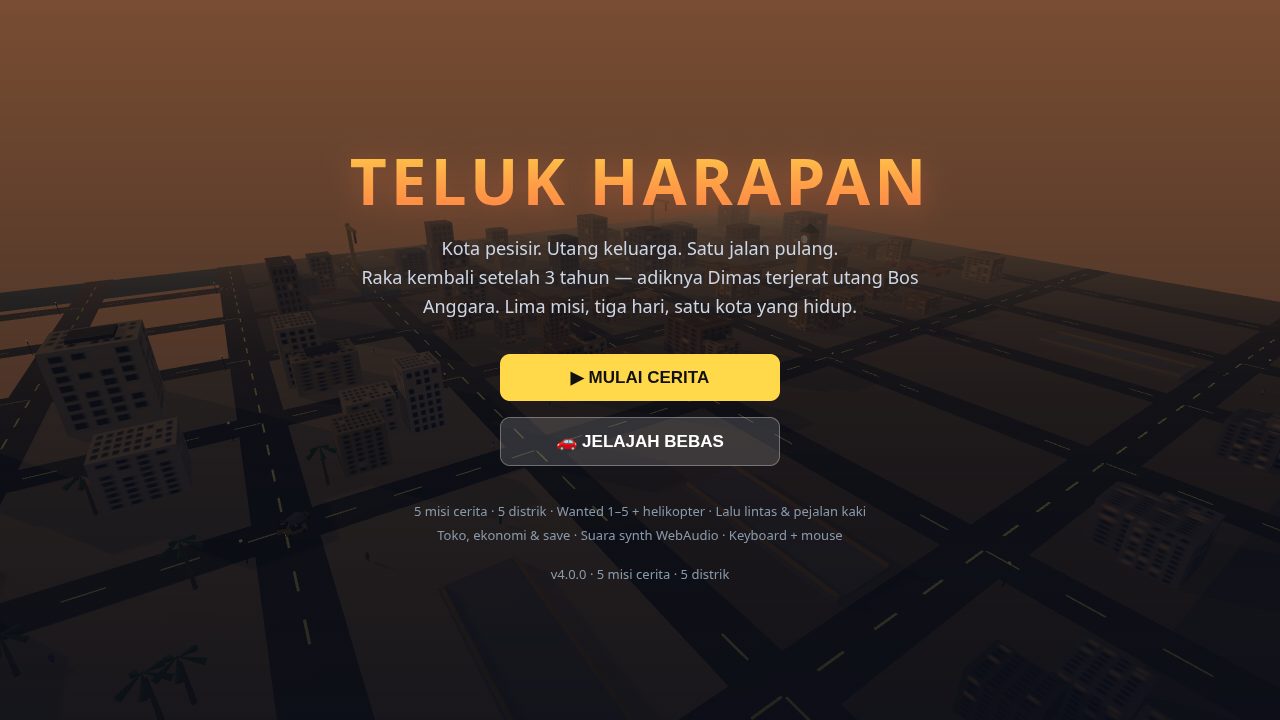 TELUK HARAPAN
Kota pesisir. Utang keluarga. Satu jalan pulang.
Raka kembali setelah 3 tahun — adiknya Dimas terjerat utang Bos
Anggara. Lima misi, tiga hari, satu kota yang hidup.
▶ MULAI CERITA
🚗 JELAJAH BEBAS
5 misi cerita · 5 distrik · Wanted 1–5 + helikopter · Lalu lintas & pejalan kaki
Toko, ekonomi & save · Suara synth WebAudio · Keyboard + mouse
v4.0.0 · 5 misi cerita · 5 distrik